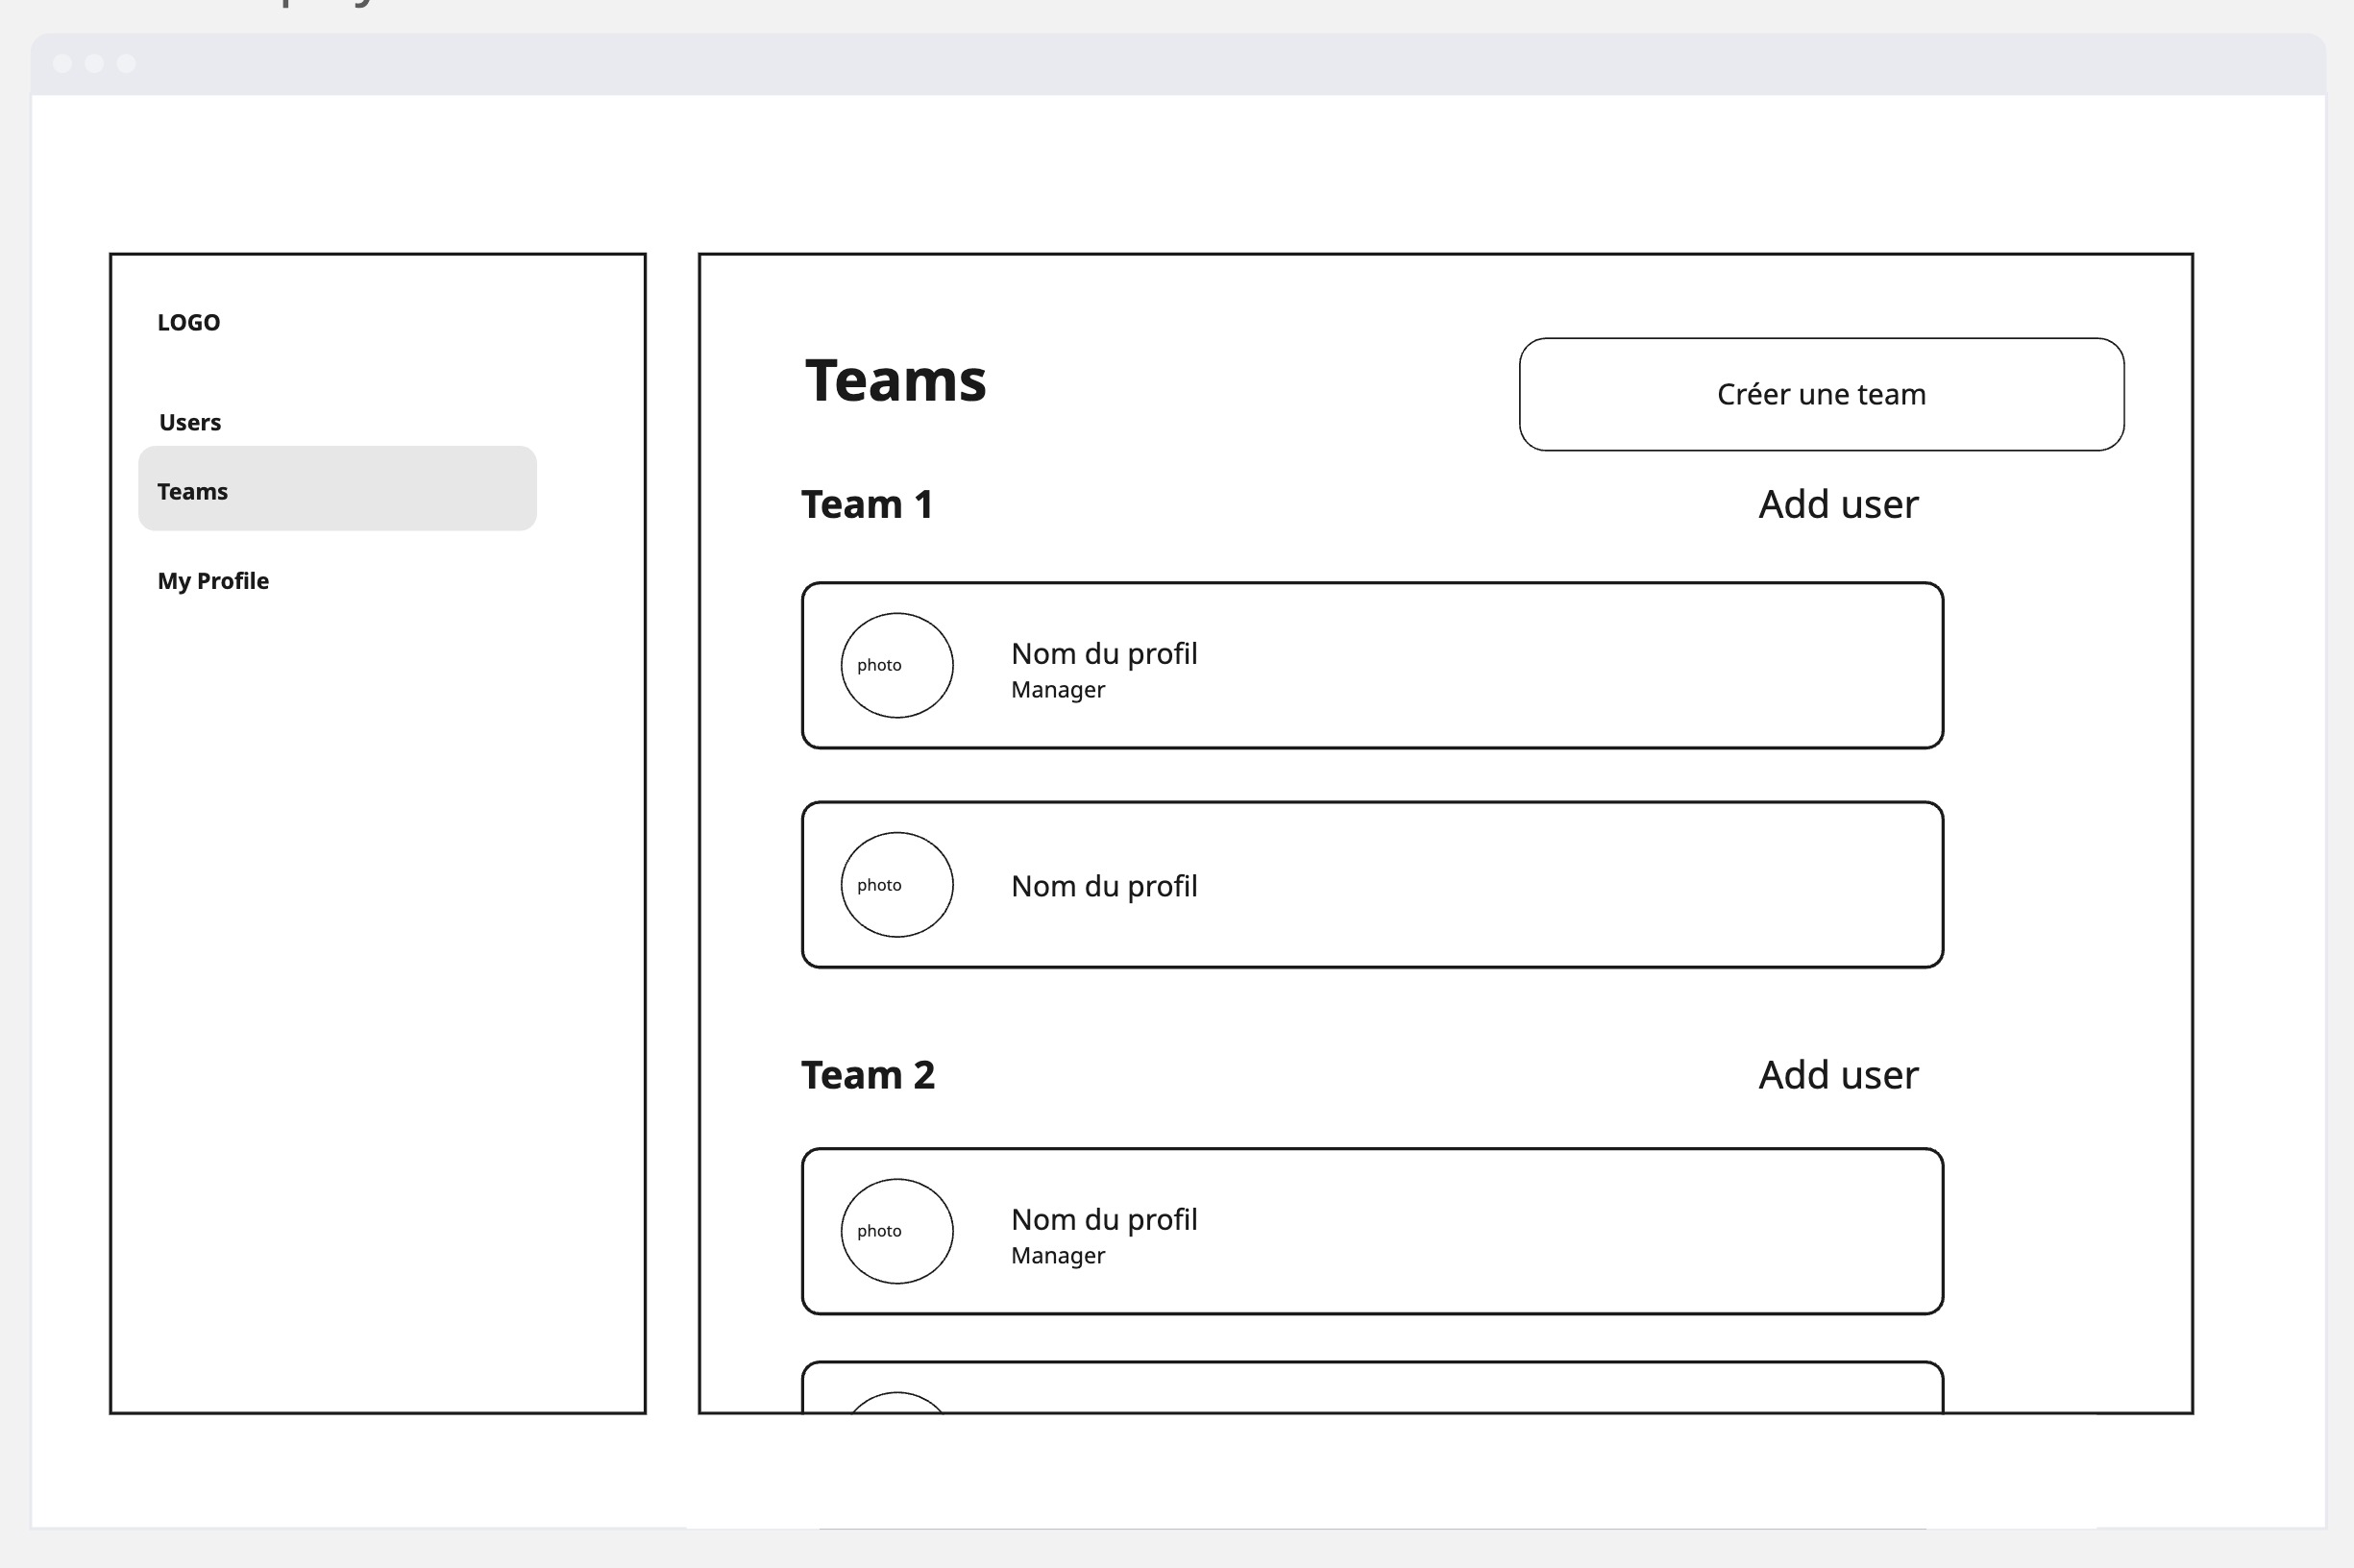 LOGO
Users
Teams
My Profile
Teams
Créer une team
Team 1
Add user
photo
Nom du profil
Manager
photo
Nom du profil
Team 2
Add user
photo
Nom du profil
Manager